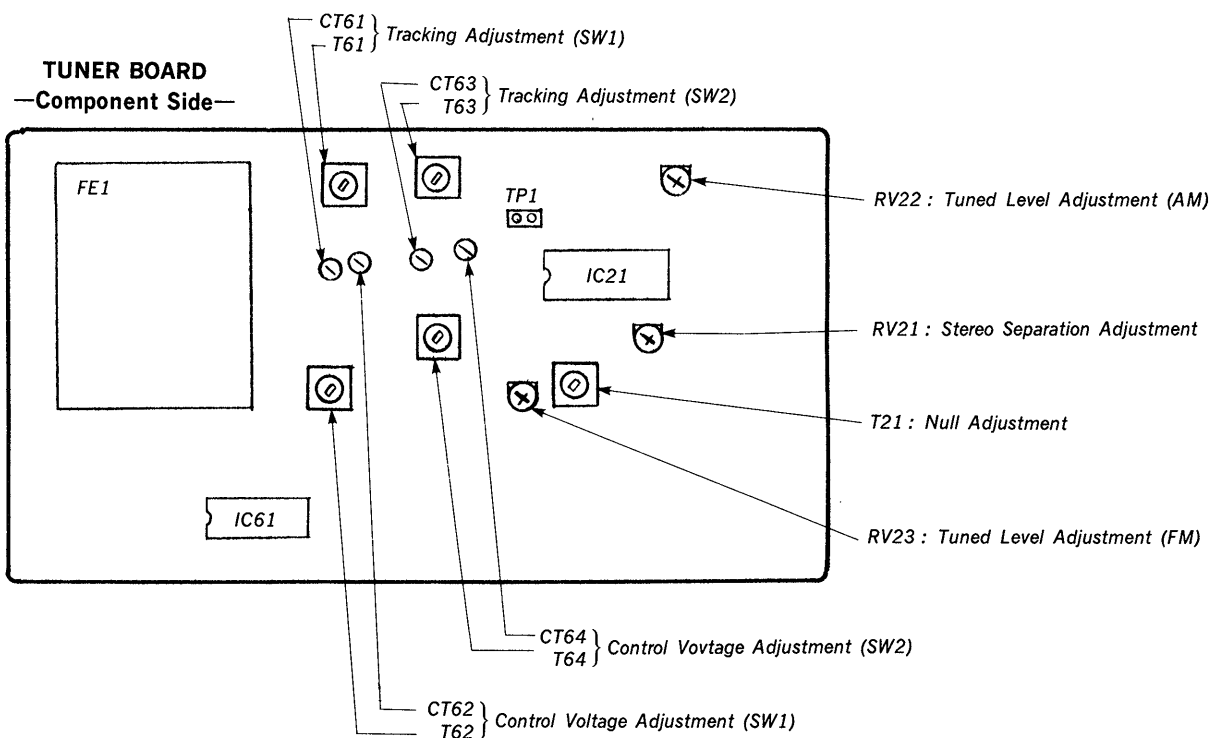 CT61
T61
Tracking Adjustment (SW1)
TUNER BOARD
—Component Side—
CT63
T63
Tracking Adjustment (SW2)
FE1
TP1
RV22 : Tuned Level Adjustment (AM)
IC21
RV21 : Stereo Separation Adjustment
T21 : Null Adjustment
IC61
RV23 : Tuned Level Adjustment (FM)
CT64
T64
Control Vovtage Adjustment (SW2)
CT62
T62
Control Voltage Adjustment (SW1)